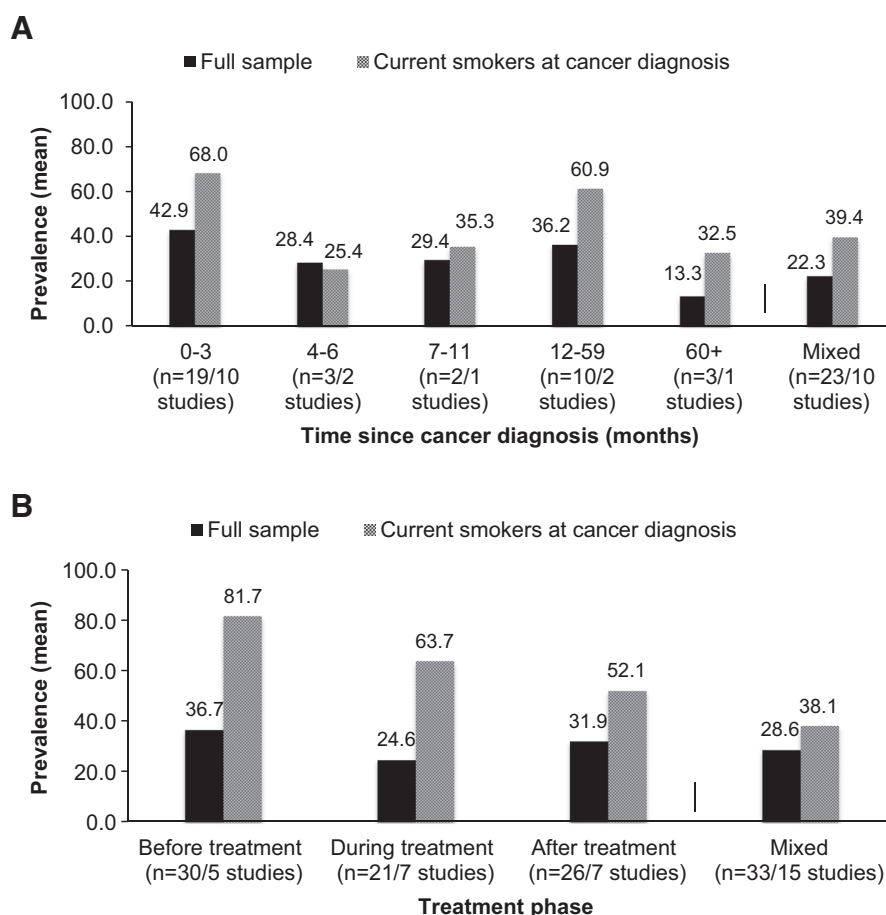 A
Full sample Current smokers at cancer diagnosis
Prevalence (mean)
100.0
80.0
60.0
40.0
20.0
0.0
42.9
68.0
28.4
25.4
29.4
35.3
36.2
60.9
13.3
32.5
22.3
39.4
0-3 4-6 7-11 12-59 60+ Mixed
(n=19/10 (n=3/2 (n=2/1 (n=10/2 (n=3/1 (n=23/10
studies) studies) studies) studies) studies) studies)
Time since cancer diagnosis (months)
B
Full sample Current smokers at cancer diagnosis
Prevalence (mean)
100.0
80.0
60.0
40.0
20.0
0.0
36.7
81.7
24.6
63.7
31.9
52.1
28.6
38.1
Before treatment During treatment After treatment Mixed
(n=30/5 studies) (n=21/7 studies) (n=26/7 studies) (n=33/15 studies)
Treatment phase